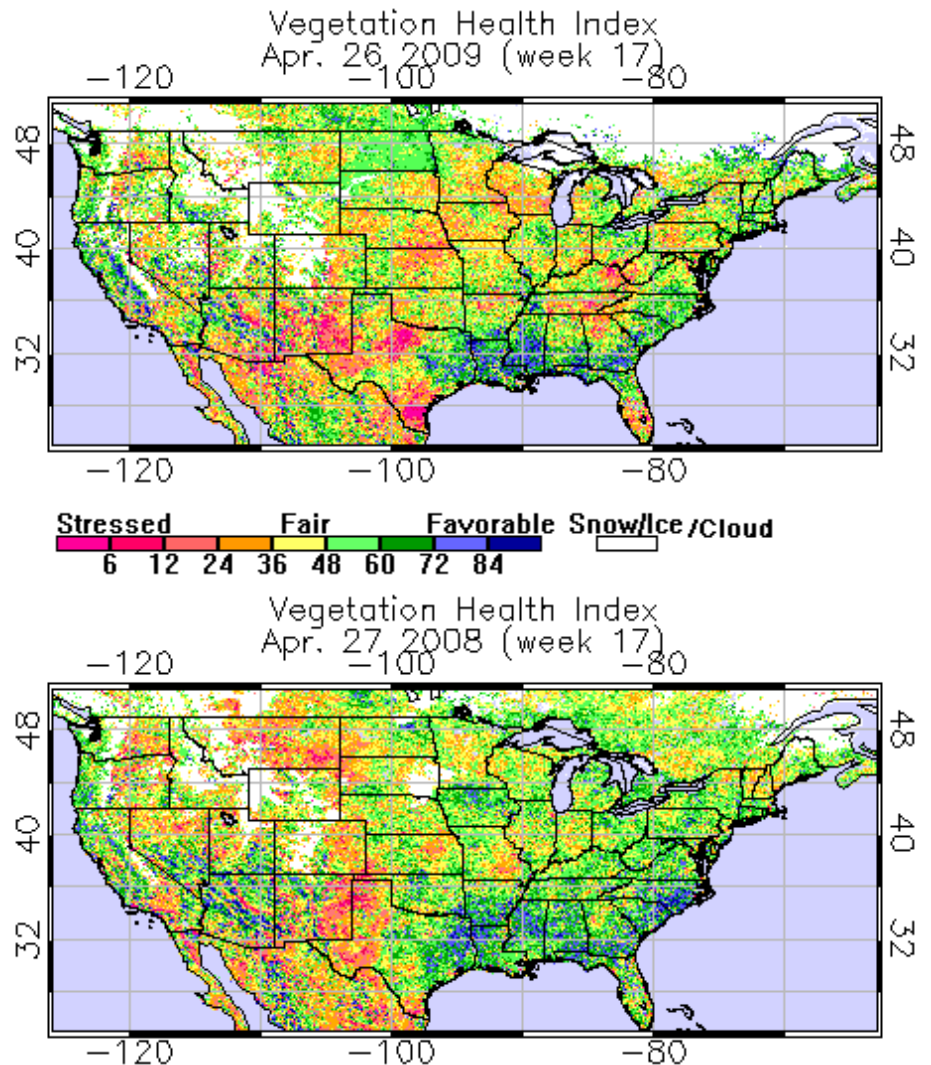 Vegetation Health Index
Apr. 26 2009 (week 17)
−120 −100 −80
48 48
40 40
32 32
−120 −100 −80
Stressed Fair Favorable Snow/Ice /Cloud
6 12 24 36 48 60 72 84
Vegetation Health Index
Apr. 27 2008 (week 17)
−120 −100 −80
48 48
40 40
32 32
−120 −100 −80